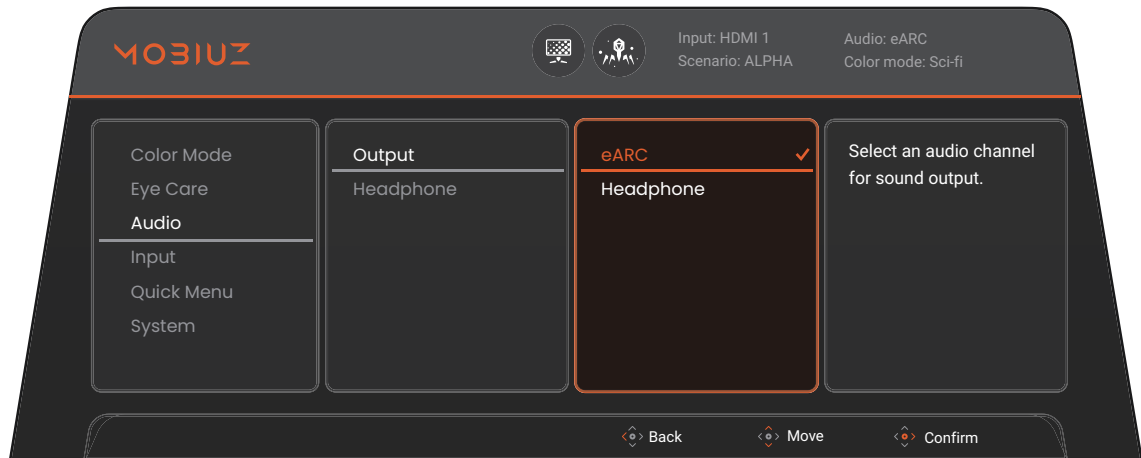 MOBIUZ
Input: HDMI 1
Scenario: ALPHA
Audio: eARC
Color mode: Sci-fi
Color Mode
Eye Care
Audio
Input
Quick Menu
System
Output
Headphone
eARC
Headphone
Select an audio channel
for sound output.
Back
Move
Confirm